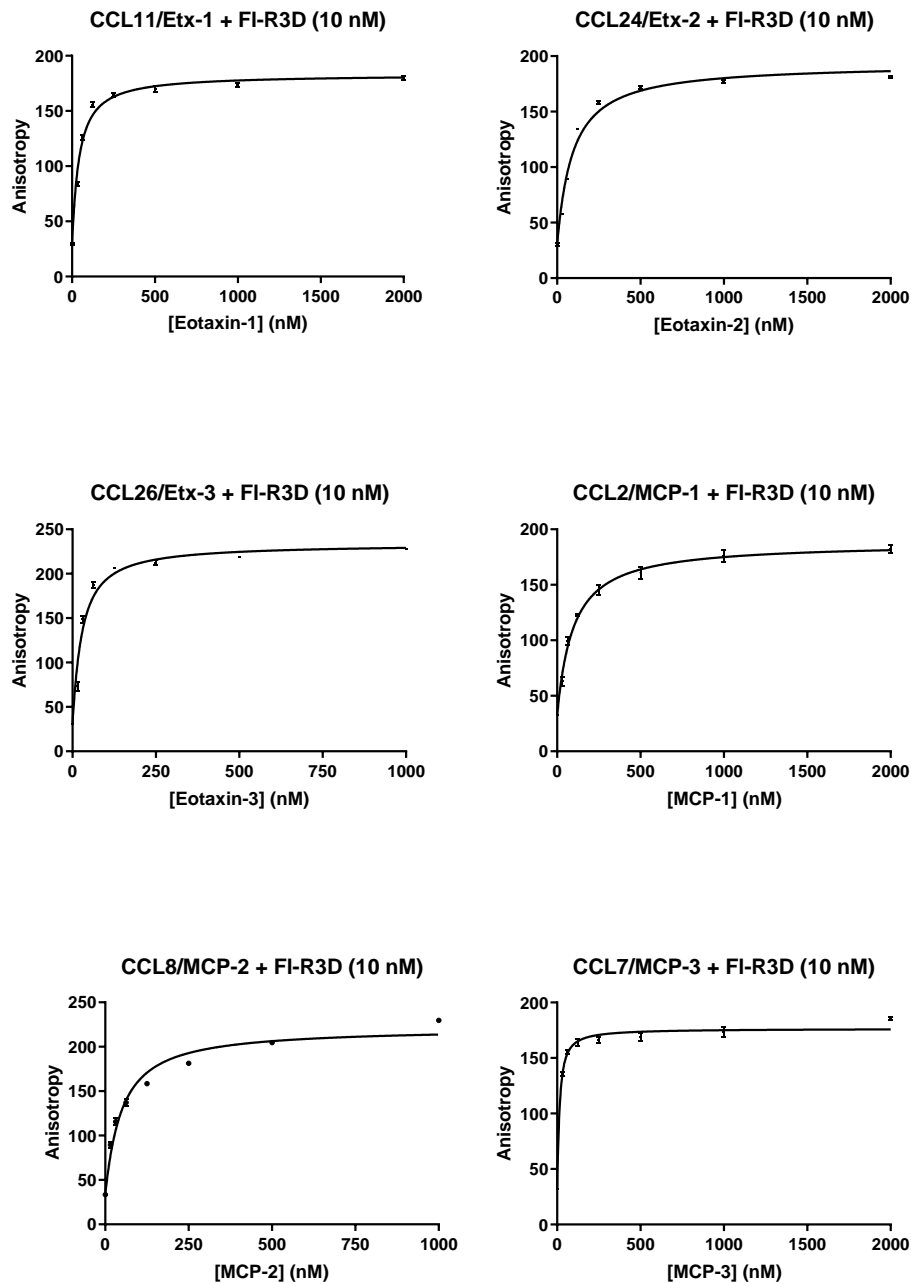 CCL11/Etx-1 + Fl-R3D (10 nM)
200
150
100
50
0
Anisotropy
0 500 1000 1500 2000
[Eotaxin-1] (nM)
CCL24/Etx-2 + Fl-R3D (10 nM)
200
150
100
50
0
Anisotropy
0 500 1000 1500 2000
[Eotaxin-2] (nM)
CCL26/Etx-3 + Fl-R3D (10 nM)
250
200
150
100
50
0
Anisotropy
0 250 500 750 1000
[Eotaxin-3] (nM)
CCL2/MCP-1 + Fl-R3D (10 nM)
200
150
100
50
0
Anisotropy
0 500 1000 1500 2000
[MCP-1] (nM)
CCL8/MCP-2 + Fl-R3D (10 nM)
250
200
150
100
50
0
Anisotropy
0 250 500 750 1000
[MCP-2] (nM)
CCL7/MCP-3 + Fl-R3D (10 nM)
200
150
100
50
0
Anisotropy
0 500 1000 1500 2000
[MCP-3] (nM)